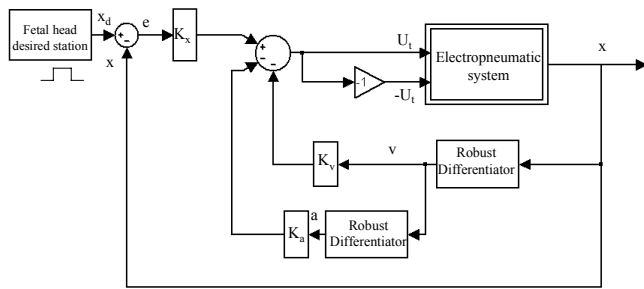 Fetal head
desired station
x_d
e
K_x
x
+
-
+
-
-
U_t
-1
-U_t
Electropneumatic
system
x
K_v
v
Robust
Differentiator
K_a
a
Robust
Differentiator